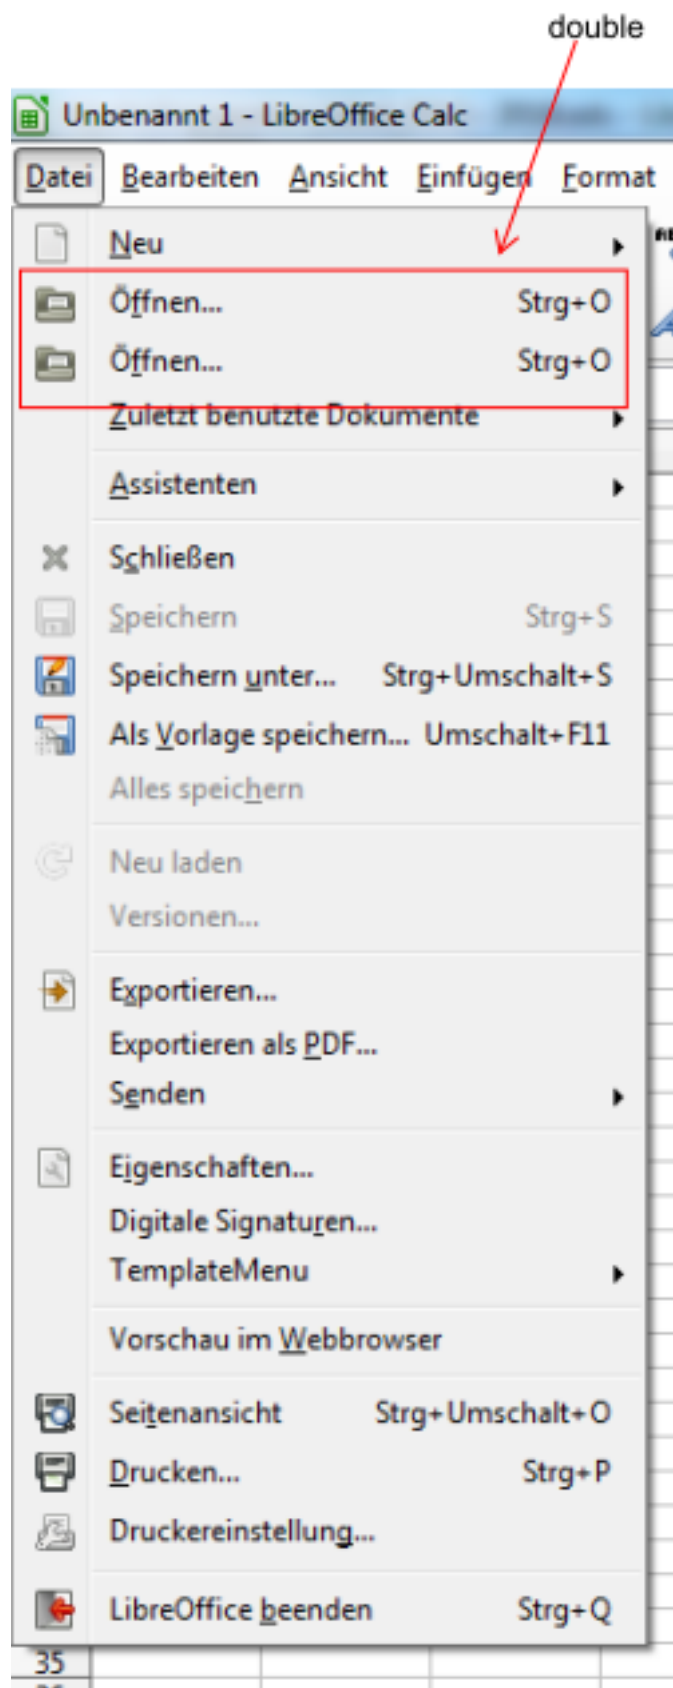 double
Unbenannt 1 - LibreOffice Calc
Datei Bearbeiten Ansicht Einfügen Format
Neu
Öffnen... Strg+O
Öffnen... Strg+O
Zuletzt benutzte Dokumente
Assistenten
Schließen
Speichern Strg+S
Speichern unter... Strg+Umschalt+S
Als Vorlage speichern... Umschalt+F11
Alles speichern
Neu laden
Versionen...
Exportieren...
Exportieren als PDF...
Senden
Eigenschaften...
Digitale Signaturen...
TemplateMenu
Vorschau im Webbrowser
Seitenansicht Strg+Umschalt+O
Drucken... Strg+P
Druckereinstellung...
LibreOffice beenden Strg+Q
35